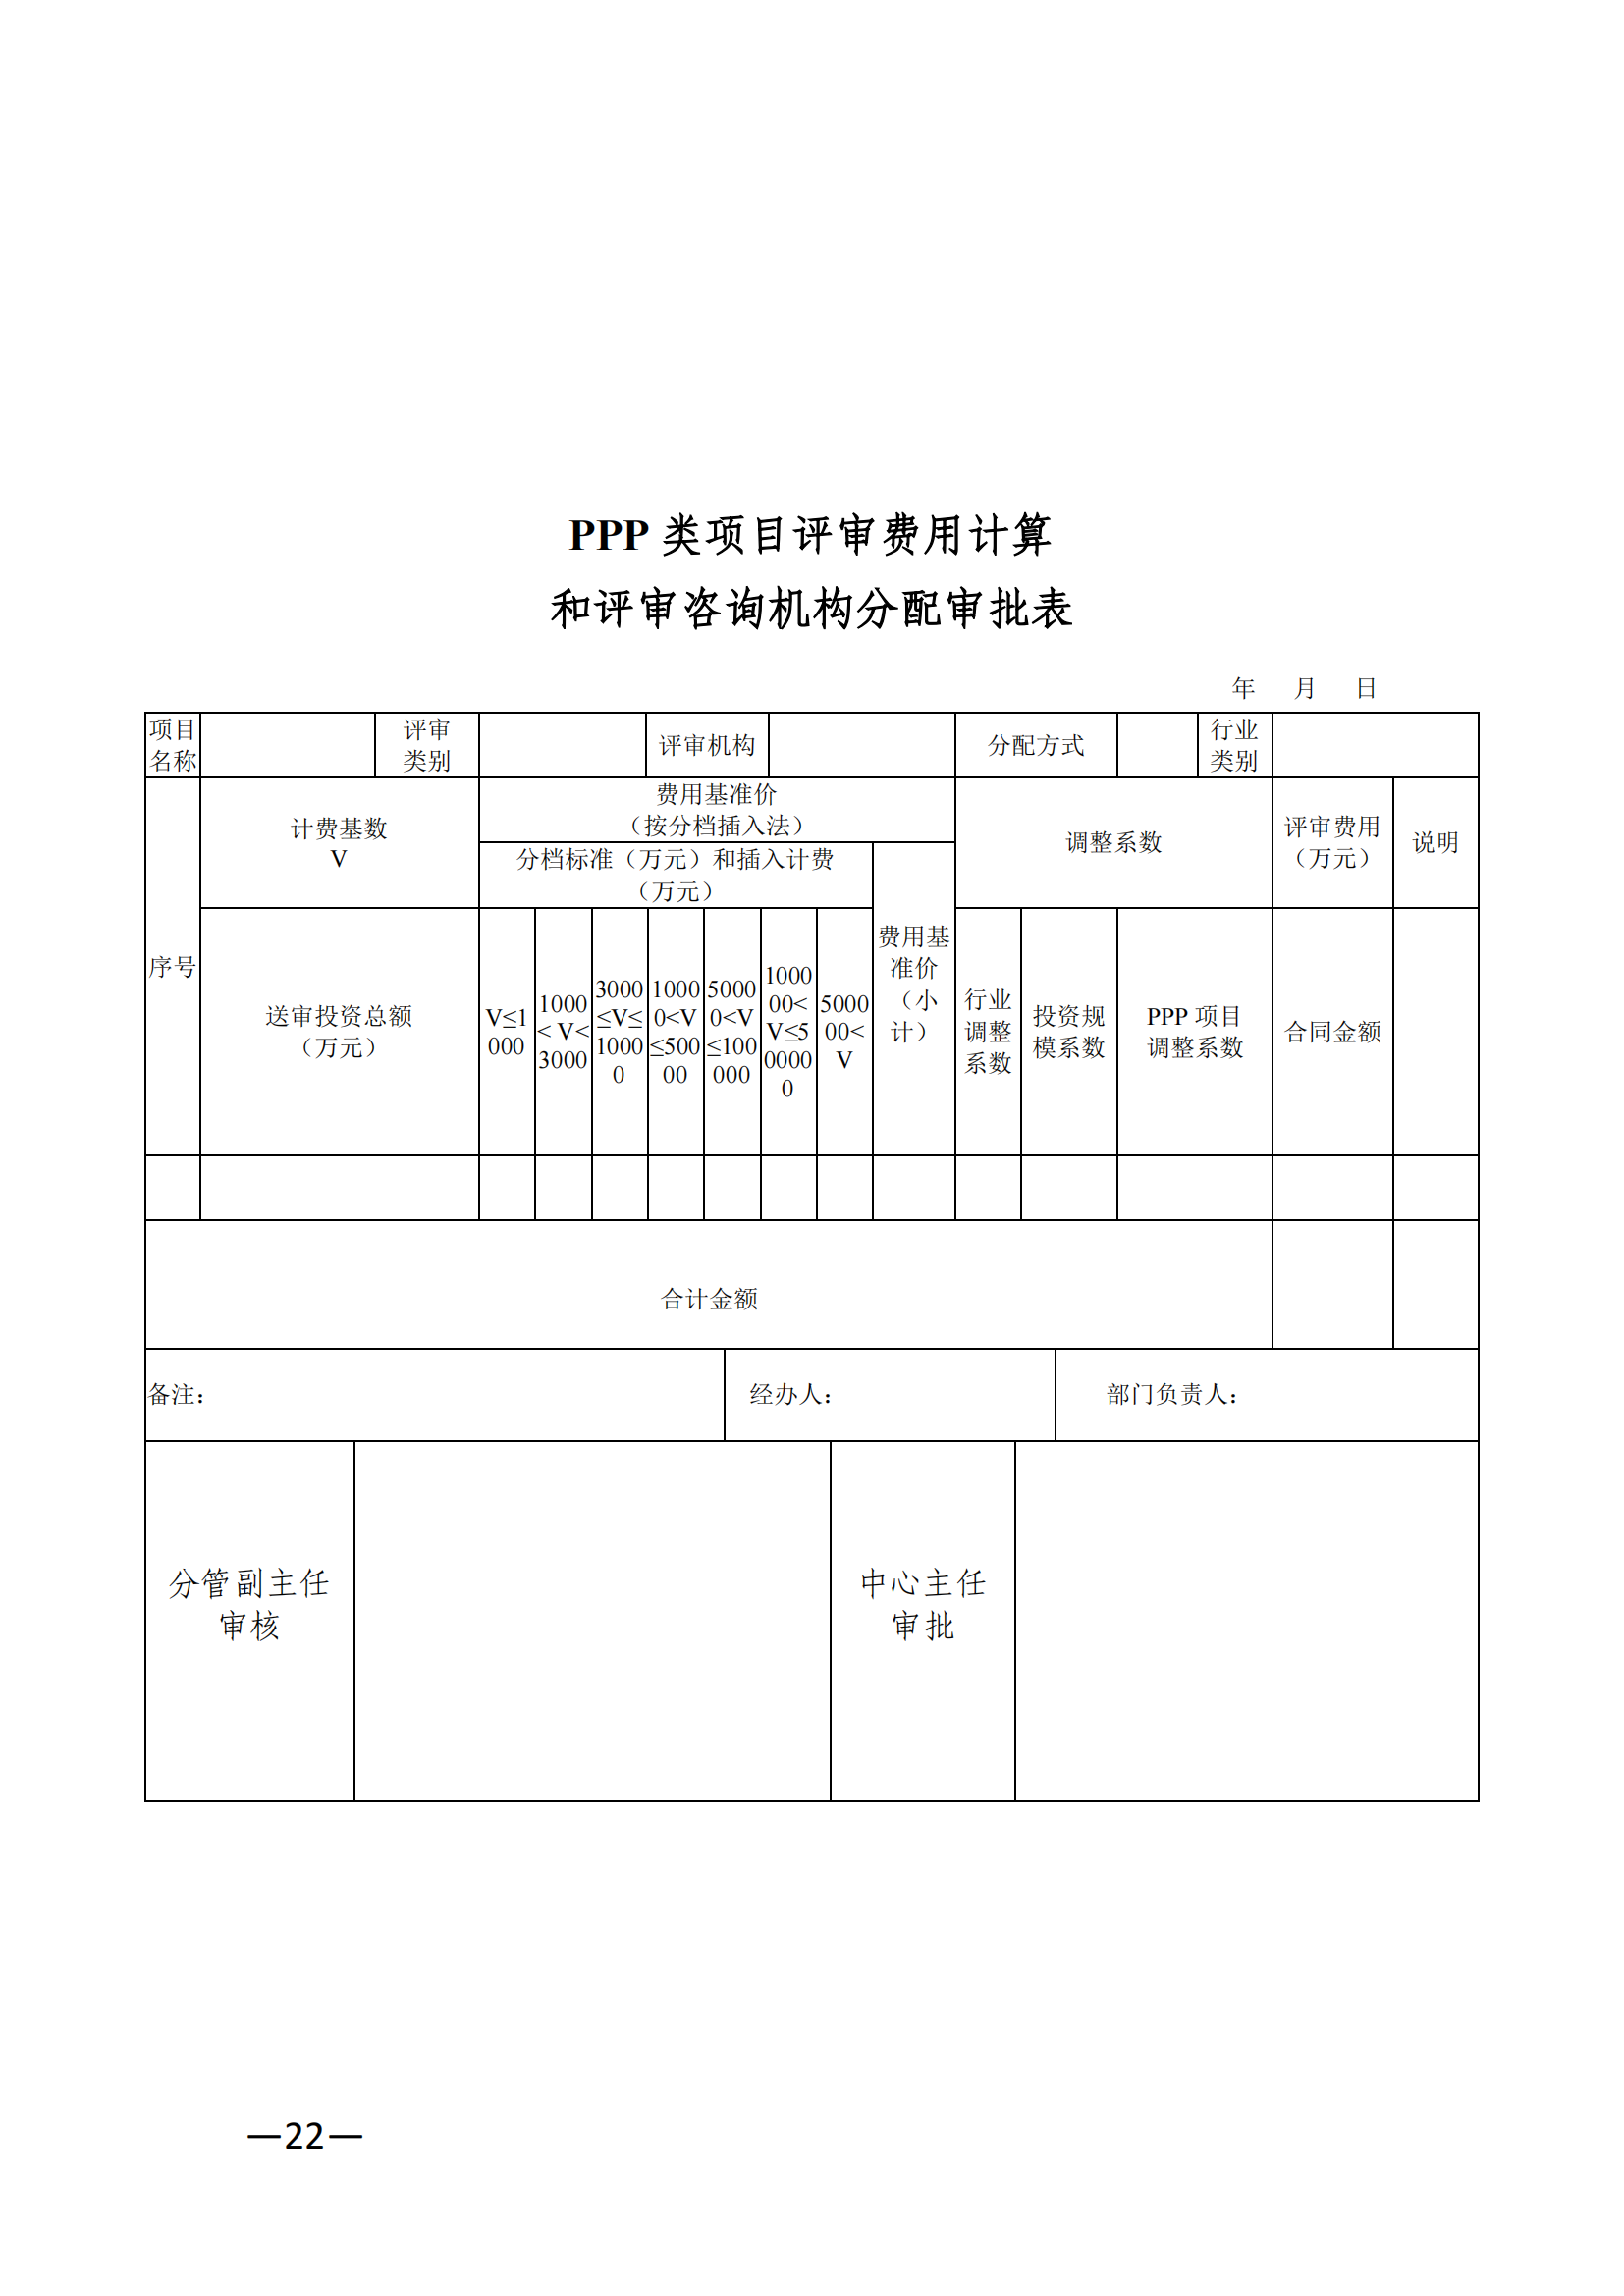 PPP 类项目评审费用计算
和评审咨询机构分配审批表
年 月 日
项目
名称
评审
类别
评审机构
分配方式
行业
类别
序号
计费基数
V
费用基准价
（按分档插入法）
分档标准（万元）和插入计费
（万元）
费用基
准价
（小
计）
调整系数
评审费用
（万元）
说明
送审投资总额
（万元）
V≤1
000
1000
< V<
3000
3000
≤V≤
1000
0
1000
0<V
≤500
00
5000
0<V
≤100
000
1000
00<
V≤5
0000
0
5000
00<
V
行业
调整
系数
投资规
模系数
PPP 项目
调整系数
合同金额
合计金额
备注：
经办人：
部门负责人：
分管副主任
审核
中心主任
审批
—22—